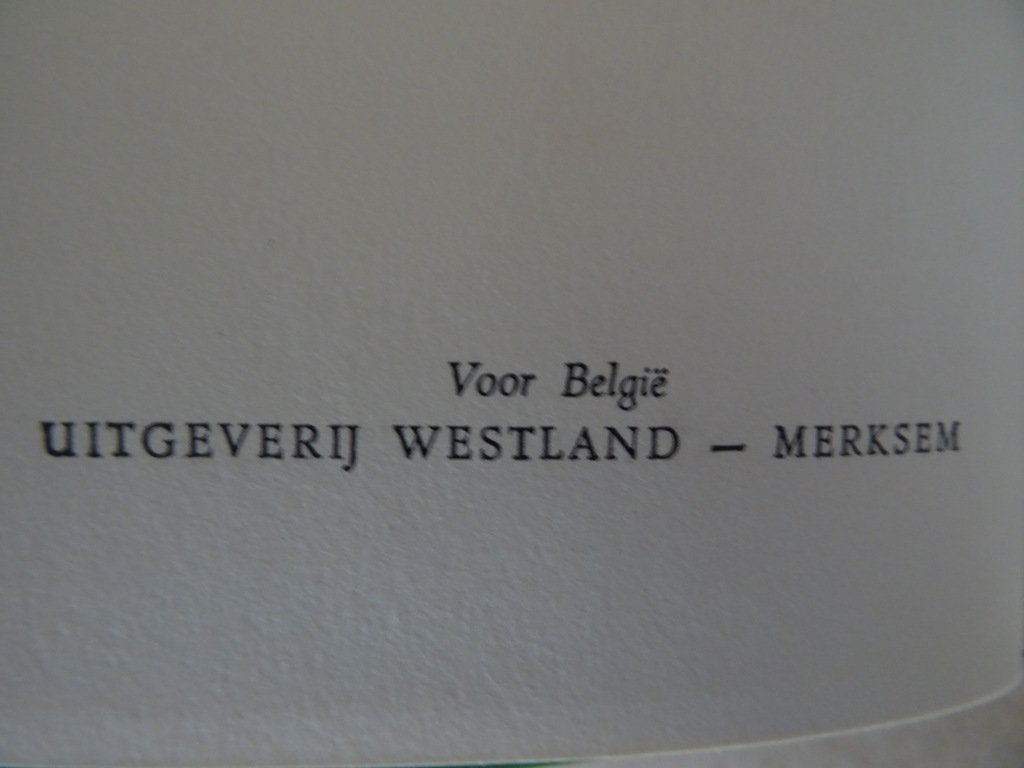 Voor België
UITGEVERIJ WESTLAND — MERKSEM